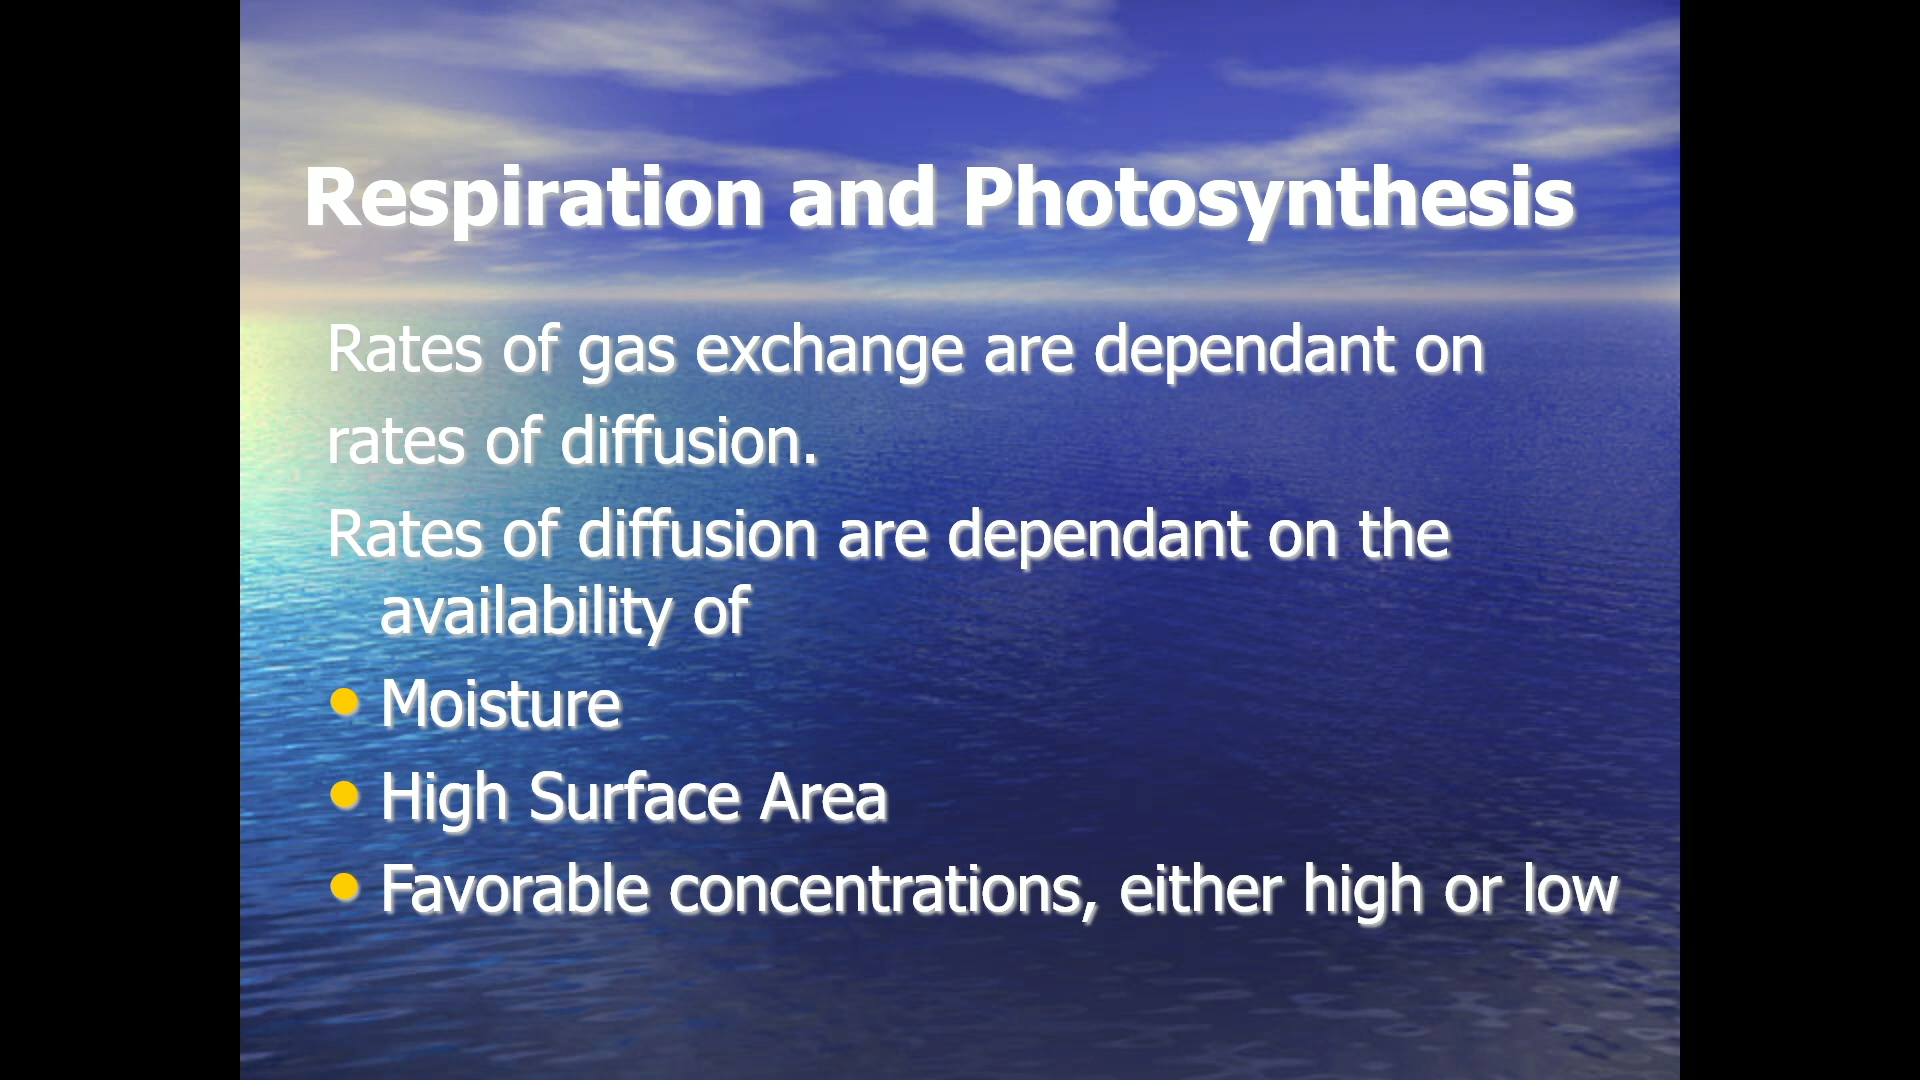 Respiration and Photosynthesis
Rates of gas exchange are dependant on
rates of diffusion.
Rates of diffusion are dependant on the
availability of
• Moisture
• High Surface Area
• Favorable concentrations, either high or low